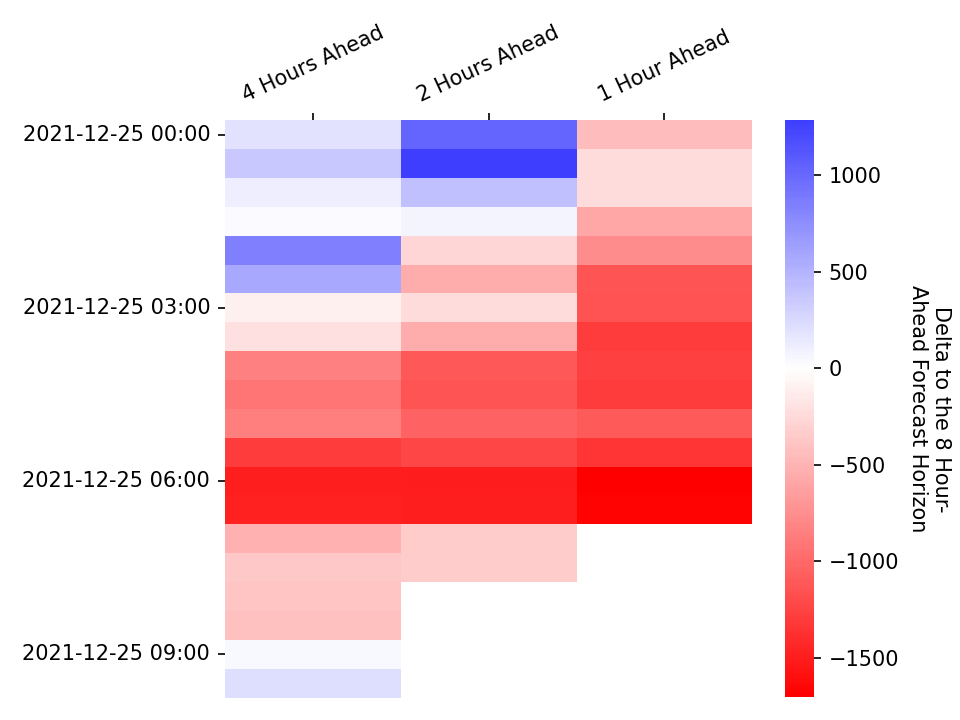 4 Hours Ahead
2 Hours Ahead
1 Hour Ahead
2021-12-25 00:00
2021-12-25 03:00
2021-12-25 06:00
2021-12-25 09:00
1000
500
0
−500
−1000
−1500
Delta to the 8 Hour-
Ahead Forecast Horizon